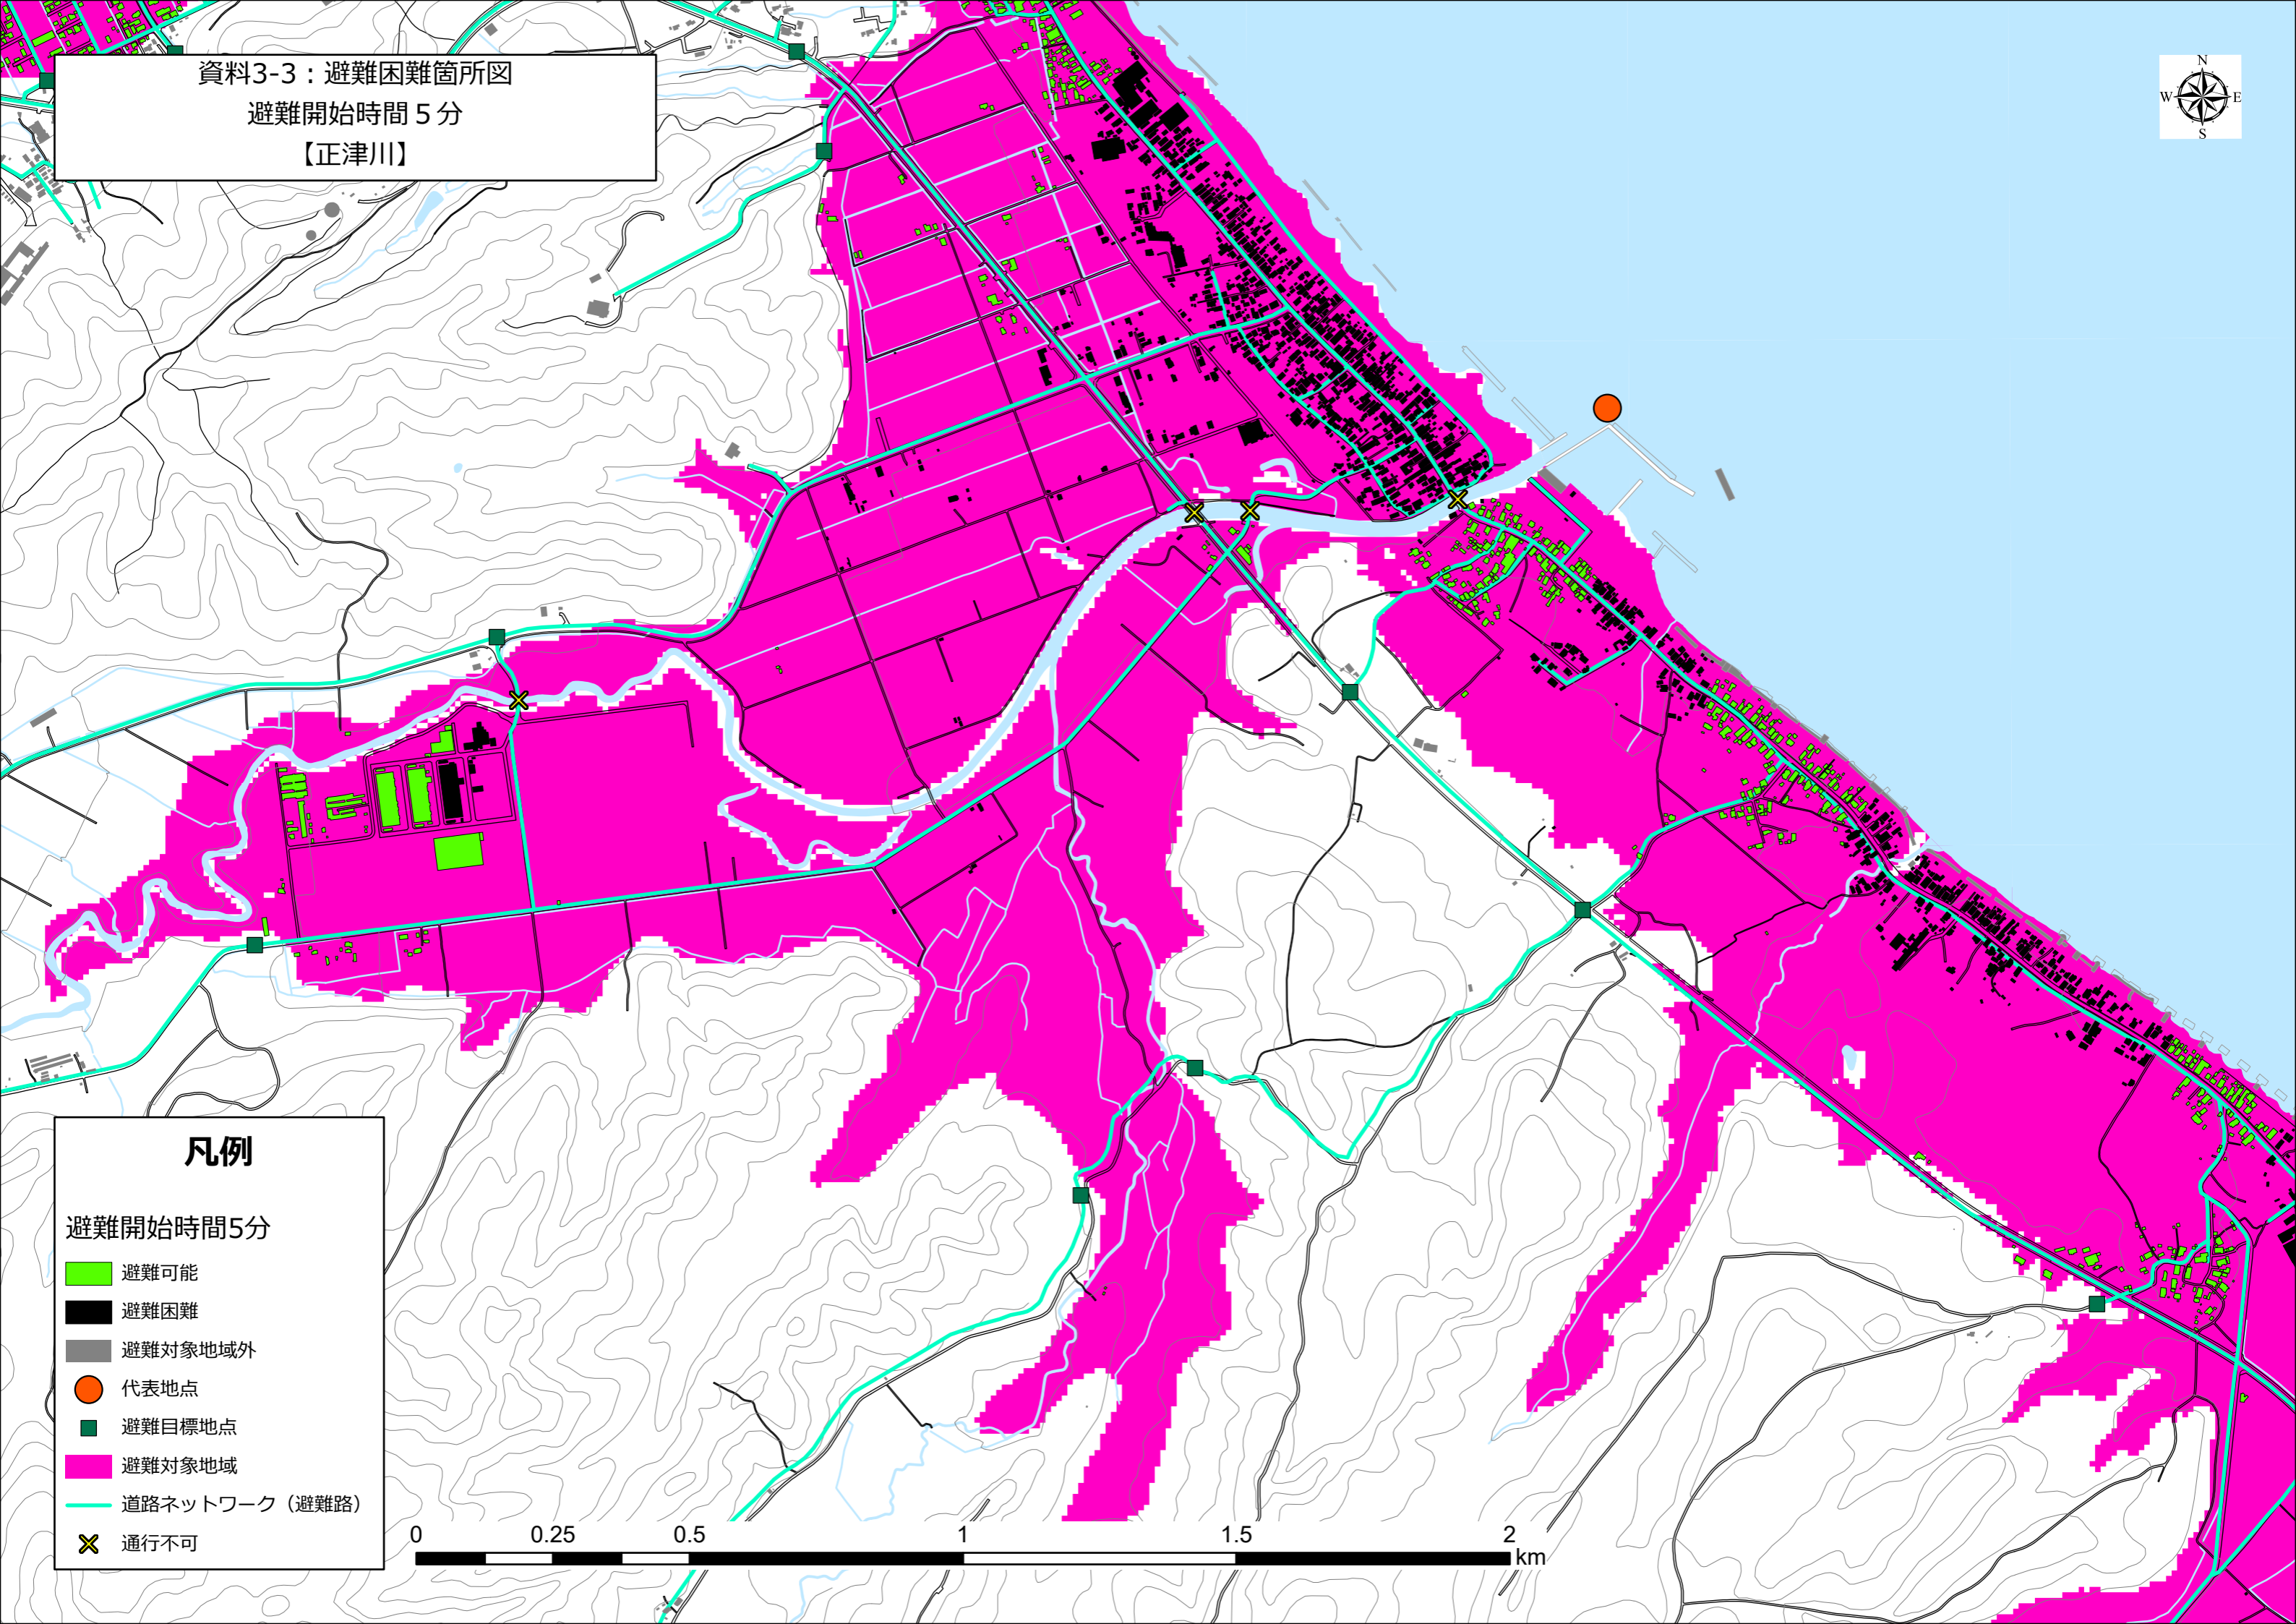 資料3-3：避難困難箇所図
避難開始時間５分
【正津川】
N
W E
S
凡例
避難開始時間5分
避難可能
避難困難
避難対象地域外
代表地点
避難目標地点
避難対象地域
道路ネットワーク（避難路）
通行不可
0 0.25 0.5 1 1.5 2
km